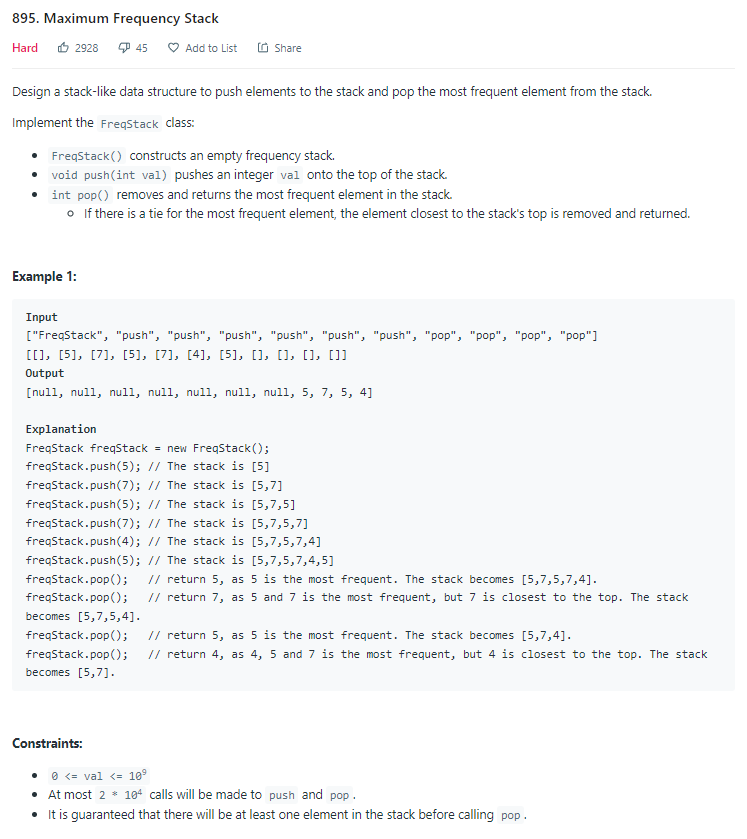 895. Maximum Frequency Stack
Hard 2928 45 Add to List Share
Design a stack-like data structure to push elements to the stack and pop the most frequent element from the stack.
Implement the FreqStack class:
• FreqStack() constructs an empty frequency stack.
• void push(int val) pushes an integer val onto the top of the stack.
• int pop() removes and returns the most frequent element in the stack.
o If there is a tie for the most frequent element, the element closest to the stack's top is removed and returned.
Example 1:
Input
["FreqStack", "push", "push", "push", "push", "push", "push", "pop", "pop", "pop", "pop"]
[[], [5], [7], [5], [7], [4], [5], [], [], [], []]
Output
[null, null, null, null, null, null, null, 5, 7, 5, 4]
Explanation
FreqStack freqStack = new FreqStack();
freqStack.push(5); // The stack is [5]
freqStack.push(7); // The stack is [5,7]
freqStack.push(5); // The stack is [5,7,5]
freqStack.push(7); // The stack is [5,7,5,7]
freqStack.push(4); // The stack is [5,7,5,7,4]
freqStack.push(5); // The stack is [5,7,5,7,4,5]
freqStack.pop();   // return 5, as 5 is the most frequent. The stack becomes [5,7,5,7,4].
freqStack.pop();   // return 7, as 5 and 7 is the most frequent, but 7 is closest to the top. The stack
becomes [5,7,5,4].
freqStack.pop();   // return 5, as 5 is the most frequent. The stack becomes [5,7,4].
freqStack.pop();   // return 4, as 4, 5 and 7 is the most frequent, but 4 is closest to the top. The stack
becomes [5,7].
Constraints:
• 0 <= val <= 10⁹
• At most 2 * 10⁴ calls will be made to push and pop.
• It is guaranteed that there will be at least one element in the stack before calling pop.